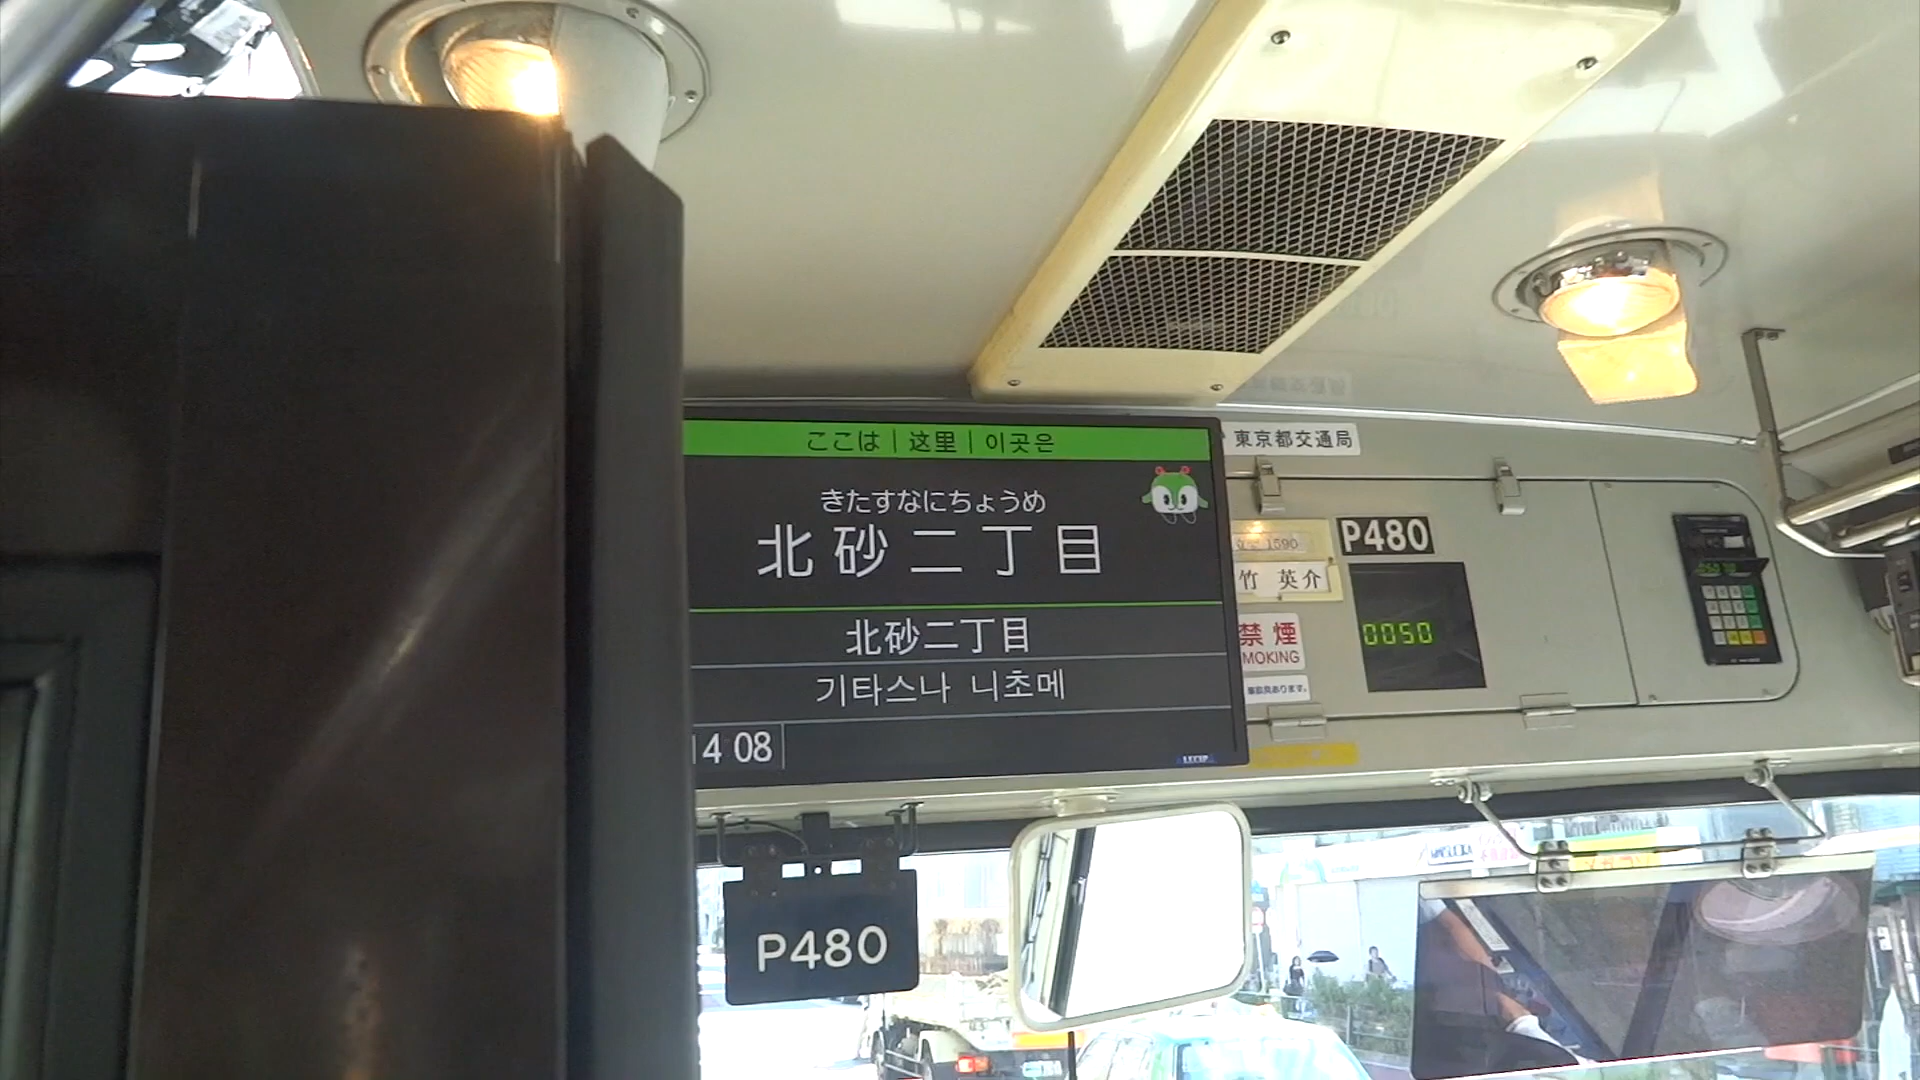 ここは | 这里 | 이곳은
きたすなにちょうめ
北砂二丁目
北砂二丁目
기타스나 니초메
14 08
東京都交通局
1590
竹 英介
P480
0050
禁煙
MOKING
P480